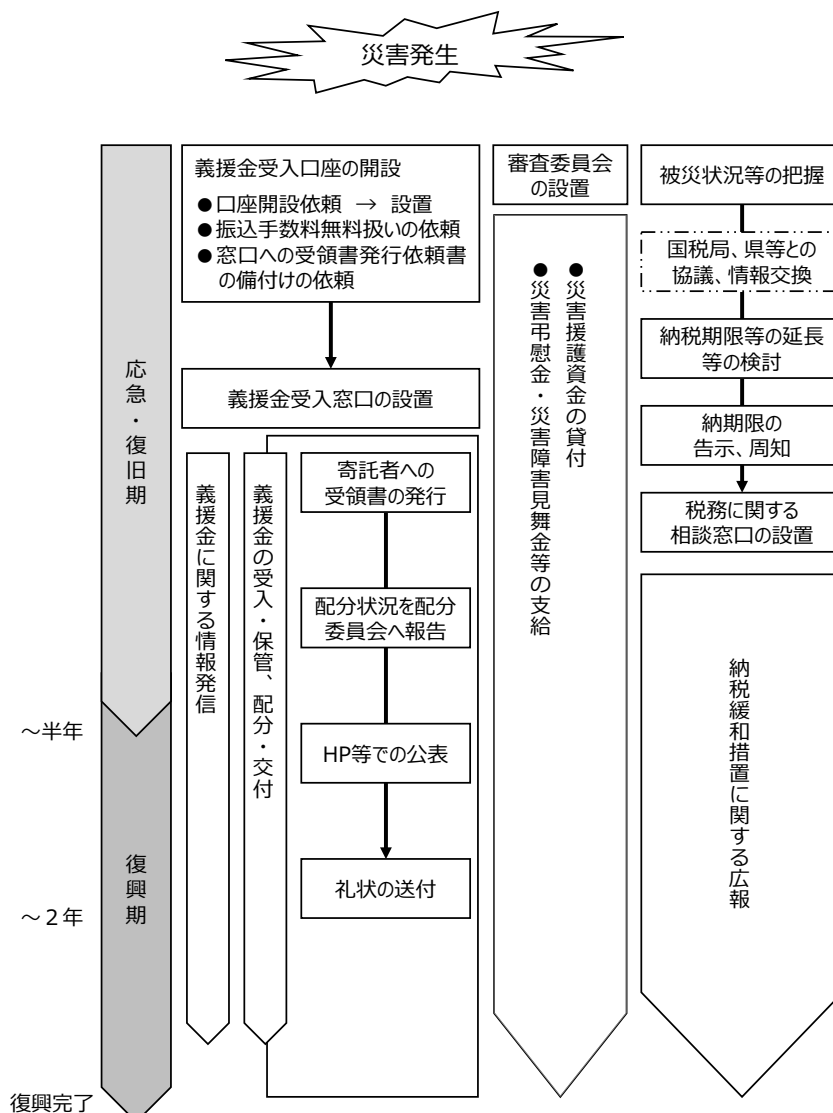 災害発生
応急・復旧期
復興期
～半年
～２年
復興完了
義援金受入口座の開設
●口座開設依頼 → 設置
●振込手数料無料扱いの依頼
●窓口への受領書発行依頼書
の備付けの依頼
義援金受入窓口の設置
義援金に関する情報発信
義援金の受入・保管、配分・交付
寄託者への
受領書の発行
配分状況を配分
委員会へ報告
HP等での公表
礼状の送付
審査委員会
の設置
●災害援護資金の貸付
●災害弔慰金・災害障害見舞金等の支給
被災状況等の把握
国税局、県等との
協議、情報交換
納税期限等の延長
等の検討
納期限の
告示、周知
税務に関する
相談窓口の設置
納税緩和措置に関する広報